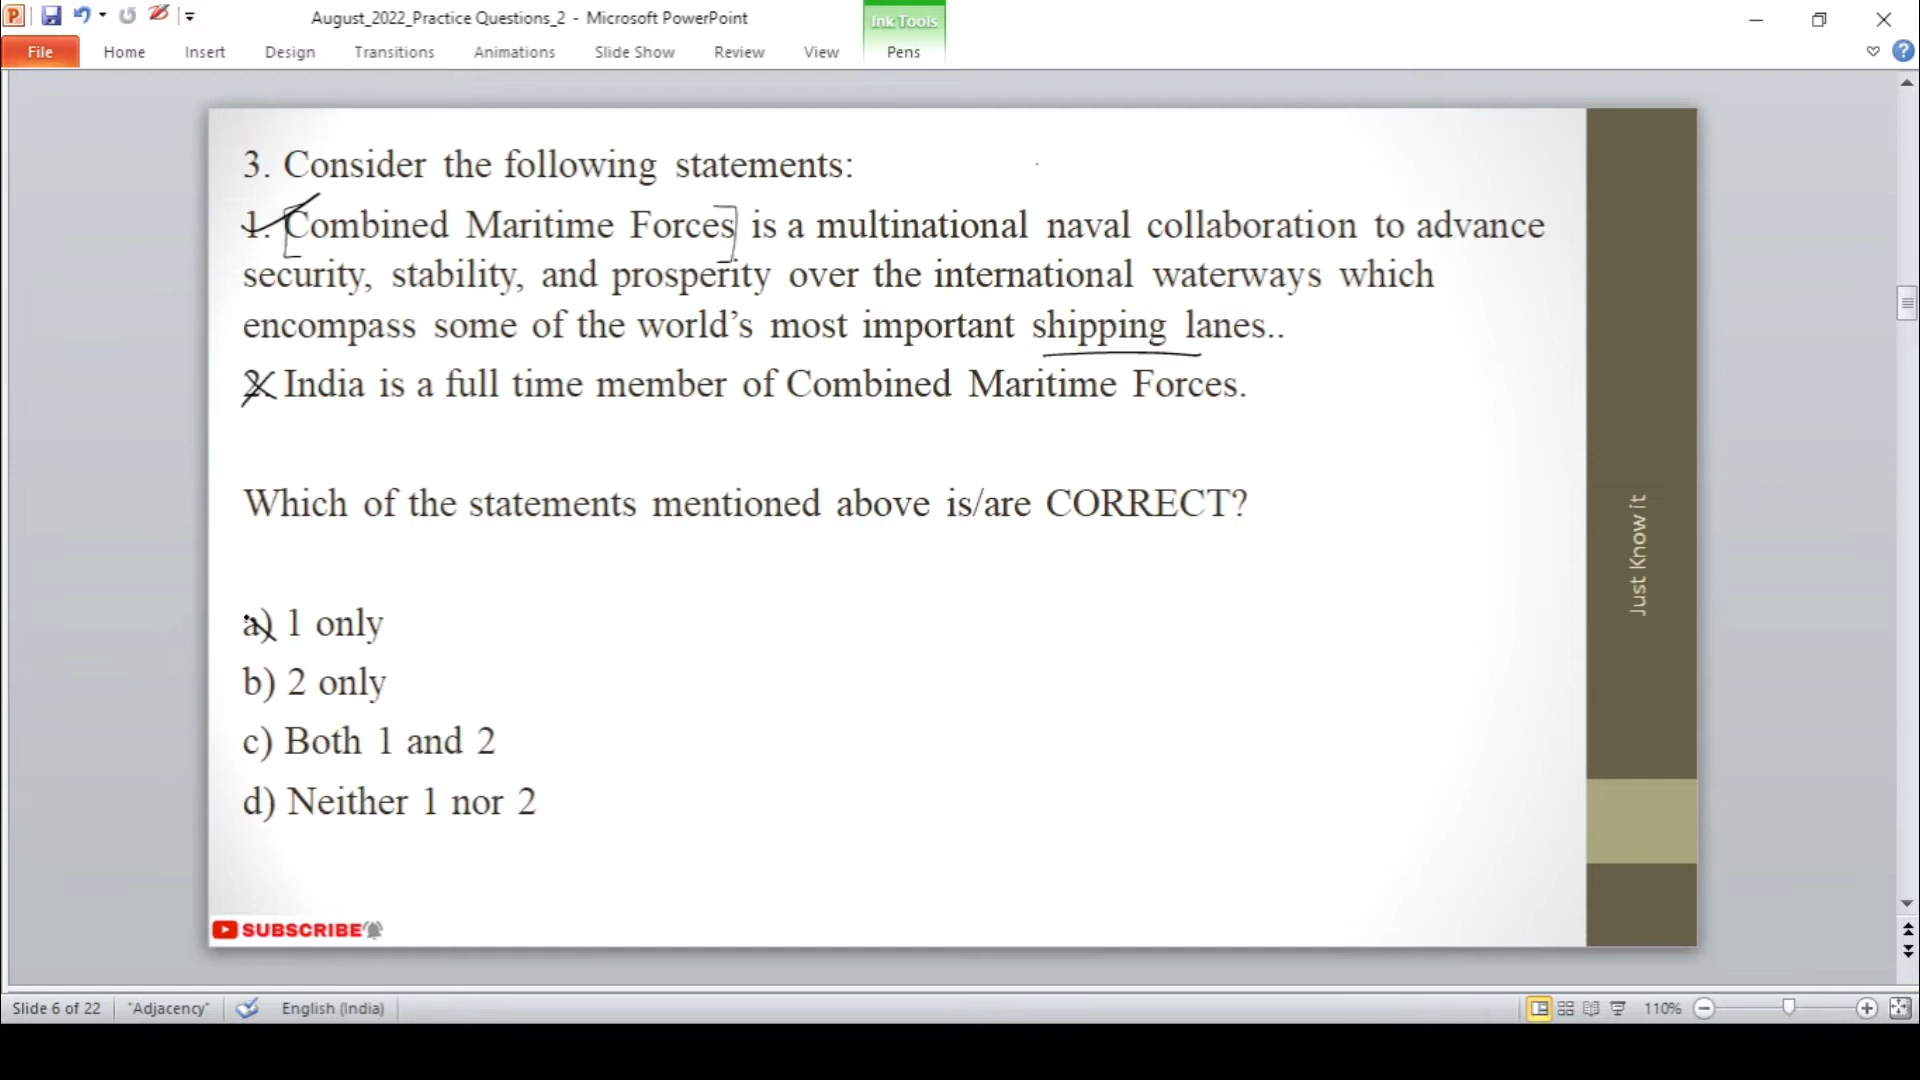 August_2022_Practice Questions_2 - Microsoft PowerPoint
Ink Tools
File Home Insert Design Transitions Animations Slide Show Review View Pens
3. Consider the following statements:
1. Combined Maritime Forces is a multinational naval collaboration to advance
security, stability, and prosperity over the international waterways which
encompass some of the world’s most important shipping lanes..
2. India is a full time member of Combined Maritime Forces.
Which of the statements mentioned above is/are CORRECT?
a) 1 only
b) 2 only
c) Both 1 and 2
d) Neither 1 nor 2
Just Know it
SUBSCRIBE
Slide 6 of 22 "Adjacency" English (India) 110%